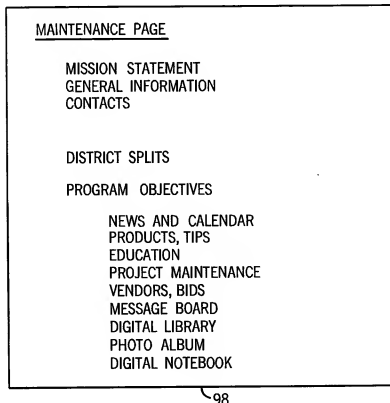 MAINTENANCE PAGE
MISSION STATEMENT
GENERAL INFORMATION
CONTACTS
DISTRICT SPLITS
PROGRAM OBJECTIVES
NEWS AND CALENDAR
PRODUCTS, TIPS
EDUCATION
PROJECT MAINTENANCE
VENDORS, BIDS
MESSAGE BOARD
DIGITAL LIBRARY
PHOTO ALBUM
DIGITAL NOTEBOOK
98